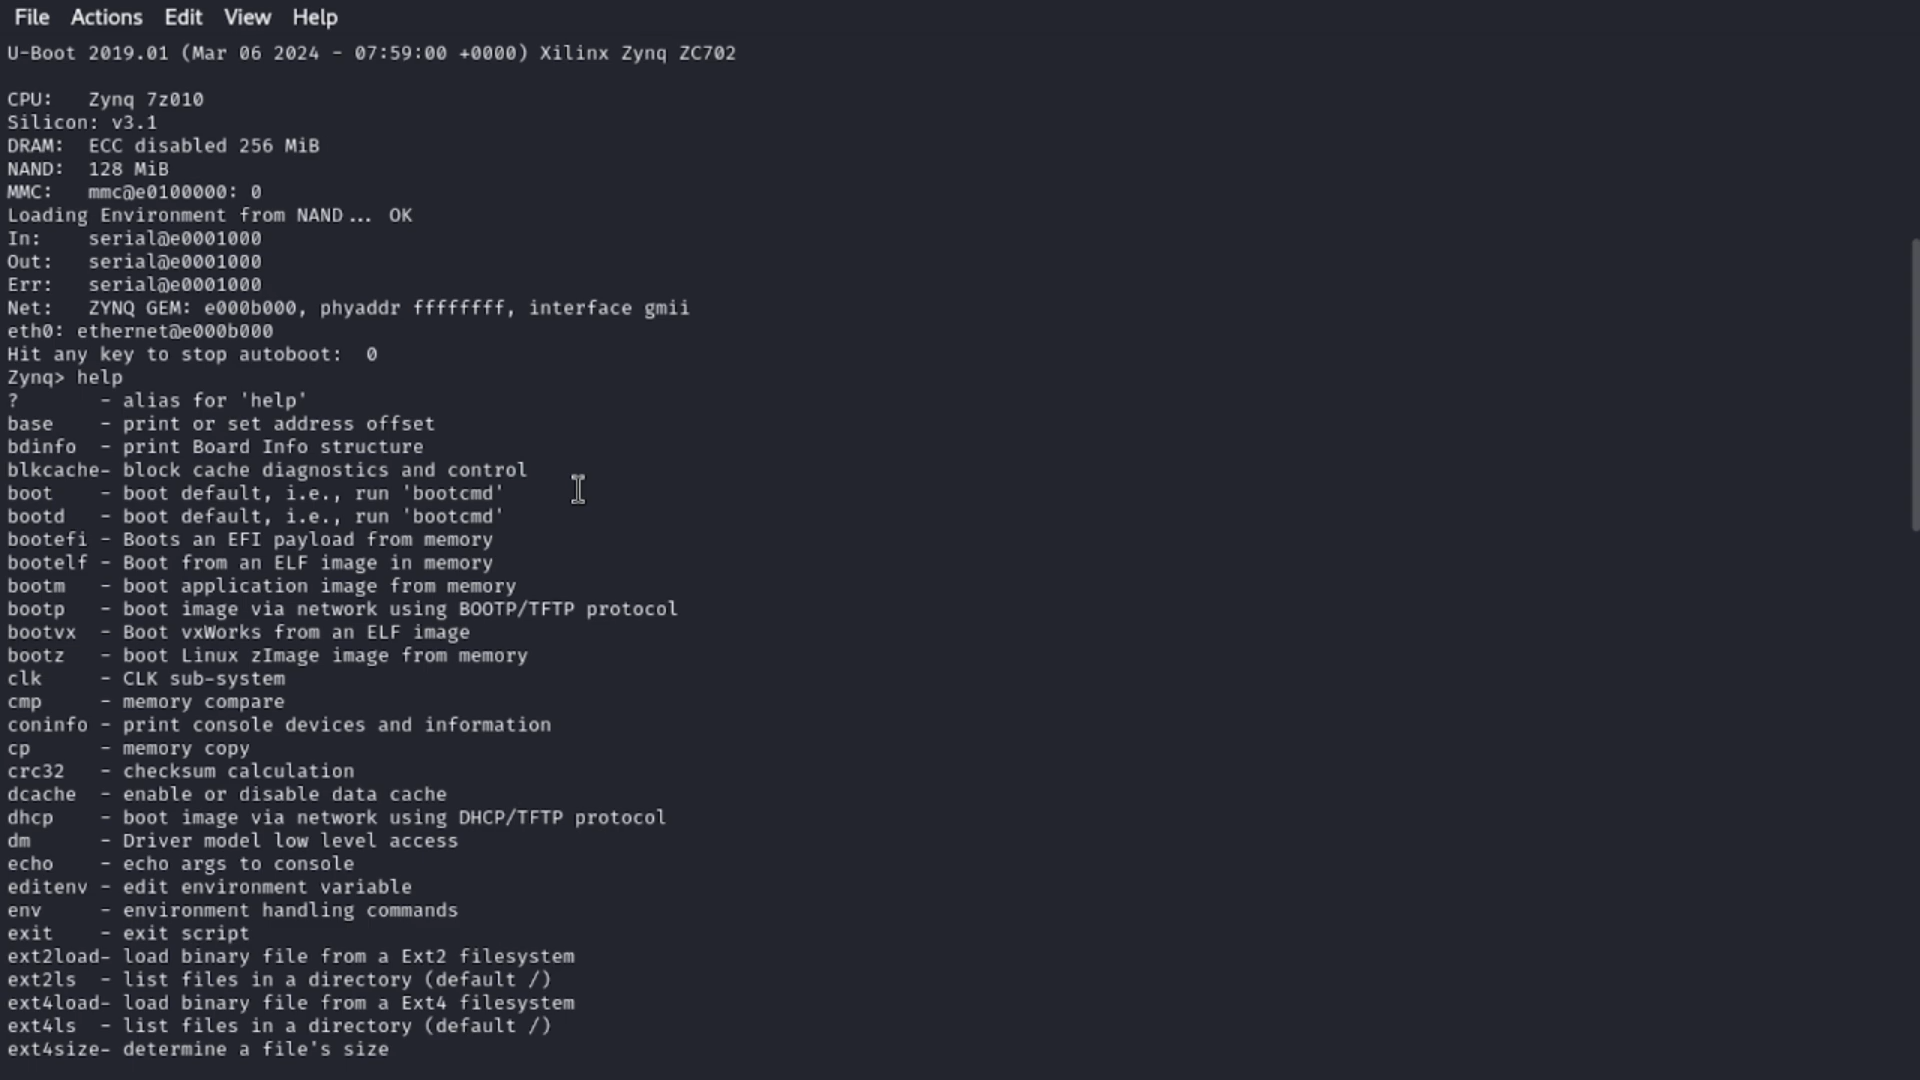 File Actions Edit View Help
U-Boot 2019.01 (Mar 06 2024 - 07:59:00 +0000) Xilinx Zynq ZC702
CPU:   Zynq 7z010
Silicon: v3.1
DRAM:  ECC disabled 256 MiB
NAND:  128 MiB
MMC:   mmc@e0100000: 0
Loading Environment from NAND... OK
In:    serial@e0001000
Out:   serial@e0001000
Err:   serial@e0001000
Net:   ZYNQ GEM: e000b000, phyaddr ffffffff, interface gmii
eth0: ethernet@e000b000
Hit any key to stop autoboot:  0
Zynq> help
?       - alias for 'help'
base    - print or set address offset
bdinfo  - print Board Info structure
blkcache- block cache diagnostics and control
boot    - boot default, i.e., run 'bootcmd'
bootd   - boot default, i.e., run 'bootcmd'
bootefi - Boots an EFI payload from memory
bootelf - Boot from an ELF image in memory
bootm   - boot application image from memory
bootp   - boot image via network using BOOTP/TFTP protocol
bootvx  - Boot vxWorks from an ELF image
bootz   - boot Linux zImage image from memory
clk     - CLK sub-system
cmp     - memory compare
coninfo - print console devices and information
cp      - memory copy
crc32   - checksum calculation
dcache  - enable or disable data cache
dhcp    - boot image via network using DHCP/TFTP protocol
dm      - Driver model low level access
echo    - echo args to console
editenv - edit environment variable
env     - environment handling commands
exit    - exit script
ext2load- load binary file from a Ext2 filesystem
ext2ls  - list files in a directory (default /)
ext4load- load binary file from a Ext4 filesystem
ext4ls  - list files in a directory (default /)
ext4size- determine a file's size